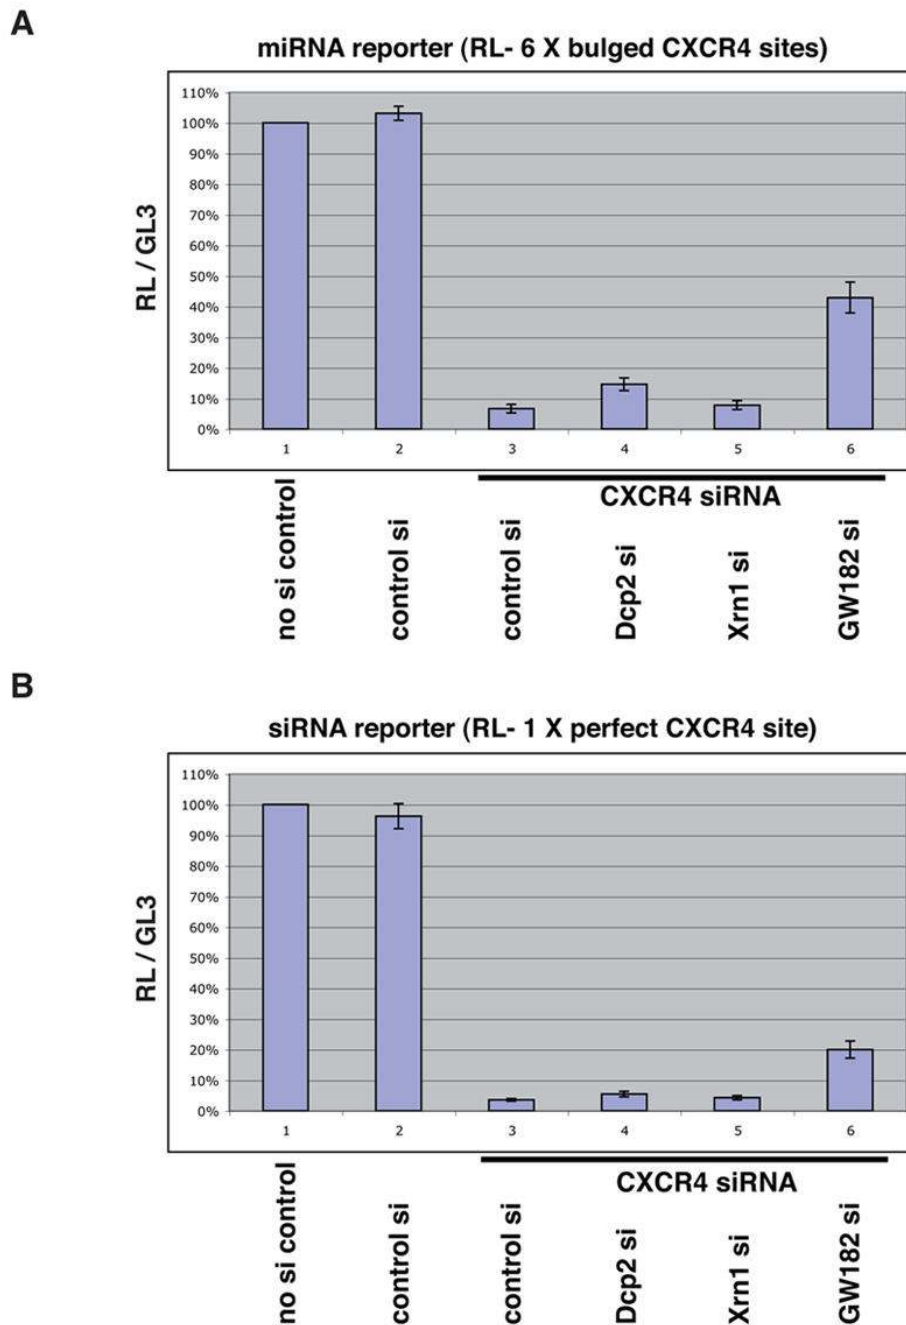 A
miRNA reporter (RL- 6 X bulged CXCR4 sites)
110%
100%
90%
80%
70%
60%
50%
40%
30%
20%
10%
0%
RL / GL3
1 2 3 4 5 6
CXCR4 siRNA
no si control
control si
control si
Dcp2 si
Xrn1 si
GW182 si
B
siRNA reporter (RL- 1 X perfect CXCR4 site)
110%
100%
90%
80%
70%
60%
50%
40%
30%
20%
10%
0%
RL / GL3
1 2 3 4 5 6
CXCR4 siRNA
no si control
control si
control si
Dcp2 si
Xrn1 si
GW182 si